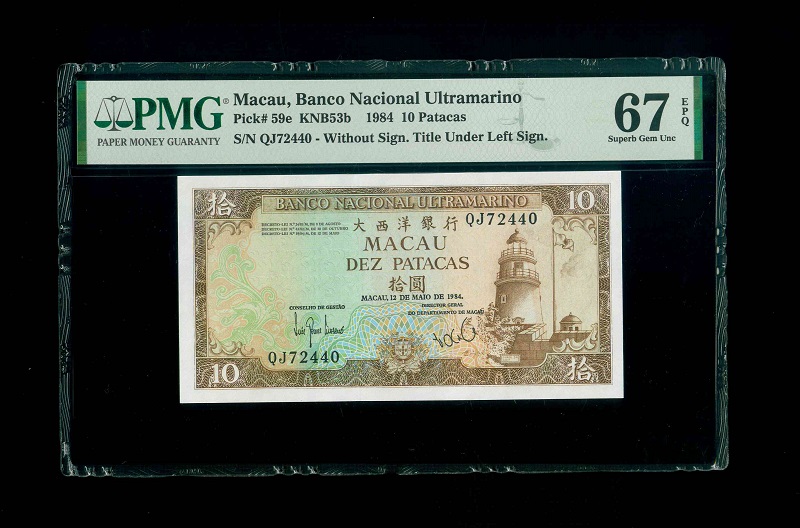 PMG
PAPER MONEY GUARANTY
Macau, Banco Nacional Ultramarino
Pick# 59e KNB53b 1984 10 Patacas
S/N QJ72440 - Without Sign. Title Under Left Sign.
67 EPQ
Superb Gem Unc
拾 BANCO NACIONAL ULTRAMARINO 10
大西洋銀行 QJ72440
MACAU
DEZ PATACAS
拾圓
MACAU, 12 DE MAIO DE 1984.
CONSELHO DE GESTÃO
DIRECTOR GERAL
DO DEPARTAMENTO DE MACAU
QJ72440
10 拾